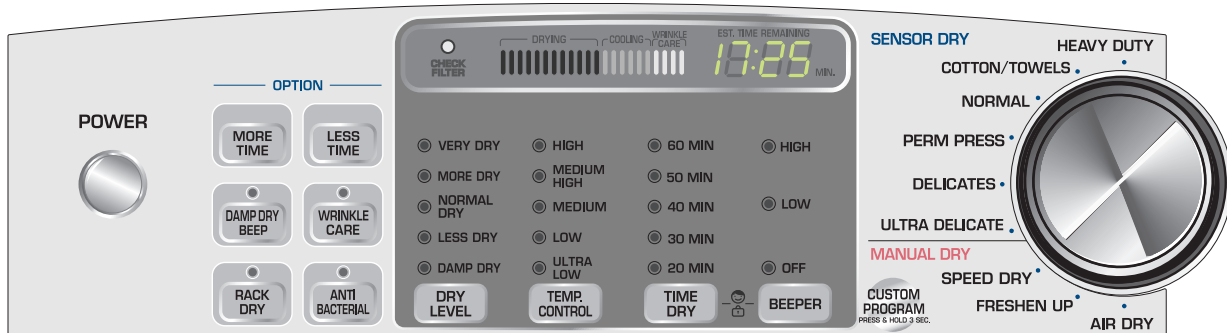 POWER
OPTION
MORE
TIME
LESS
TIME
DAMP DRY
BEEP
WRINKLE
CARE
RACK
DRY
ANTI
BACTERIAL
CHECK
FILTER
DRYING
COOLING
WRINKLE
CARE
EST. TIME REMAINING
17:25
MIN.
VERY DRY
MORE DRY
NORMAL
DRY
LESS DRY
DAMP DRY
DRY
LEVEL
HIGH
MEDIUM
HIGH
MEDIUM
LOW
ULTRA
LOW
TEMP.
CONTROL
60 MIN
50 MIN
40 MIN
30 MIN
20 MIN
TIME
DRY
HIGH
LOW
OFF
BEEPER
SENSOR DRY
HEAVY DUTY
COTTON/TOWELS
NORMAL
PERM PRESS
DELICATES
ULTRA DELICATE
MANUAL DRY
SPEED DRY
FRESHEN UP
AIR DRY
CUSTOM
PROGRAM
PRESS & HOLD 3 SEC.